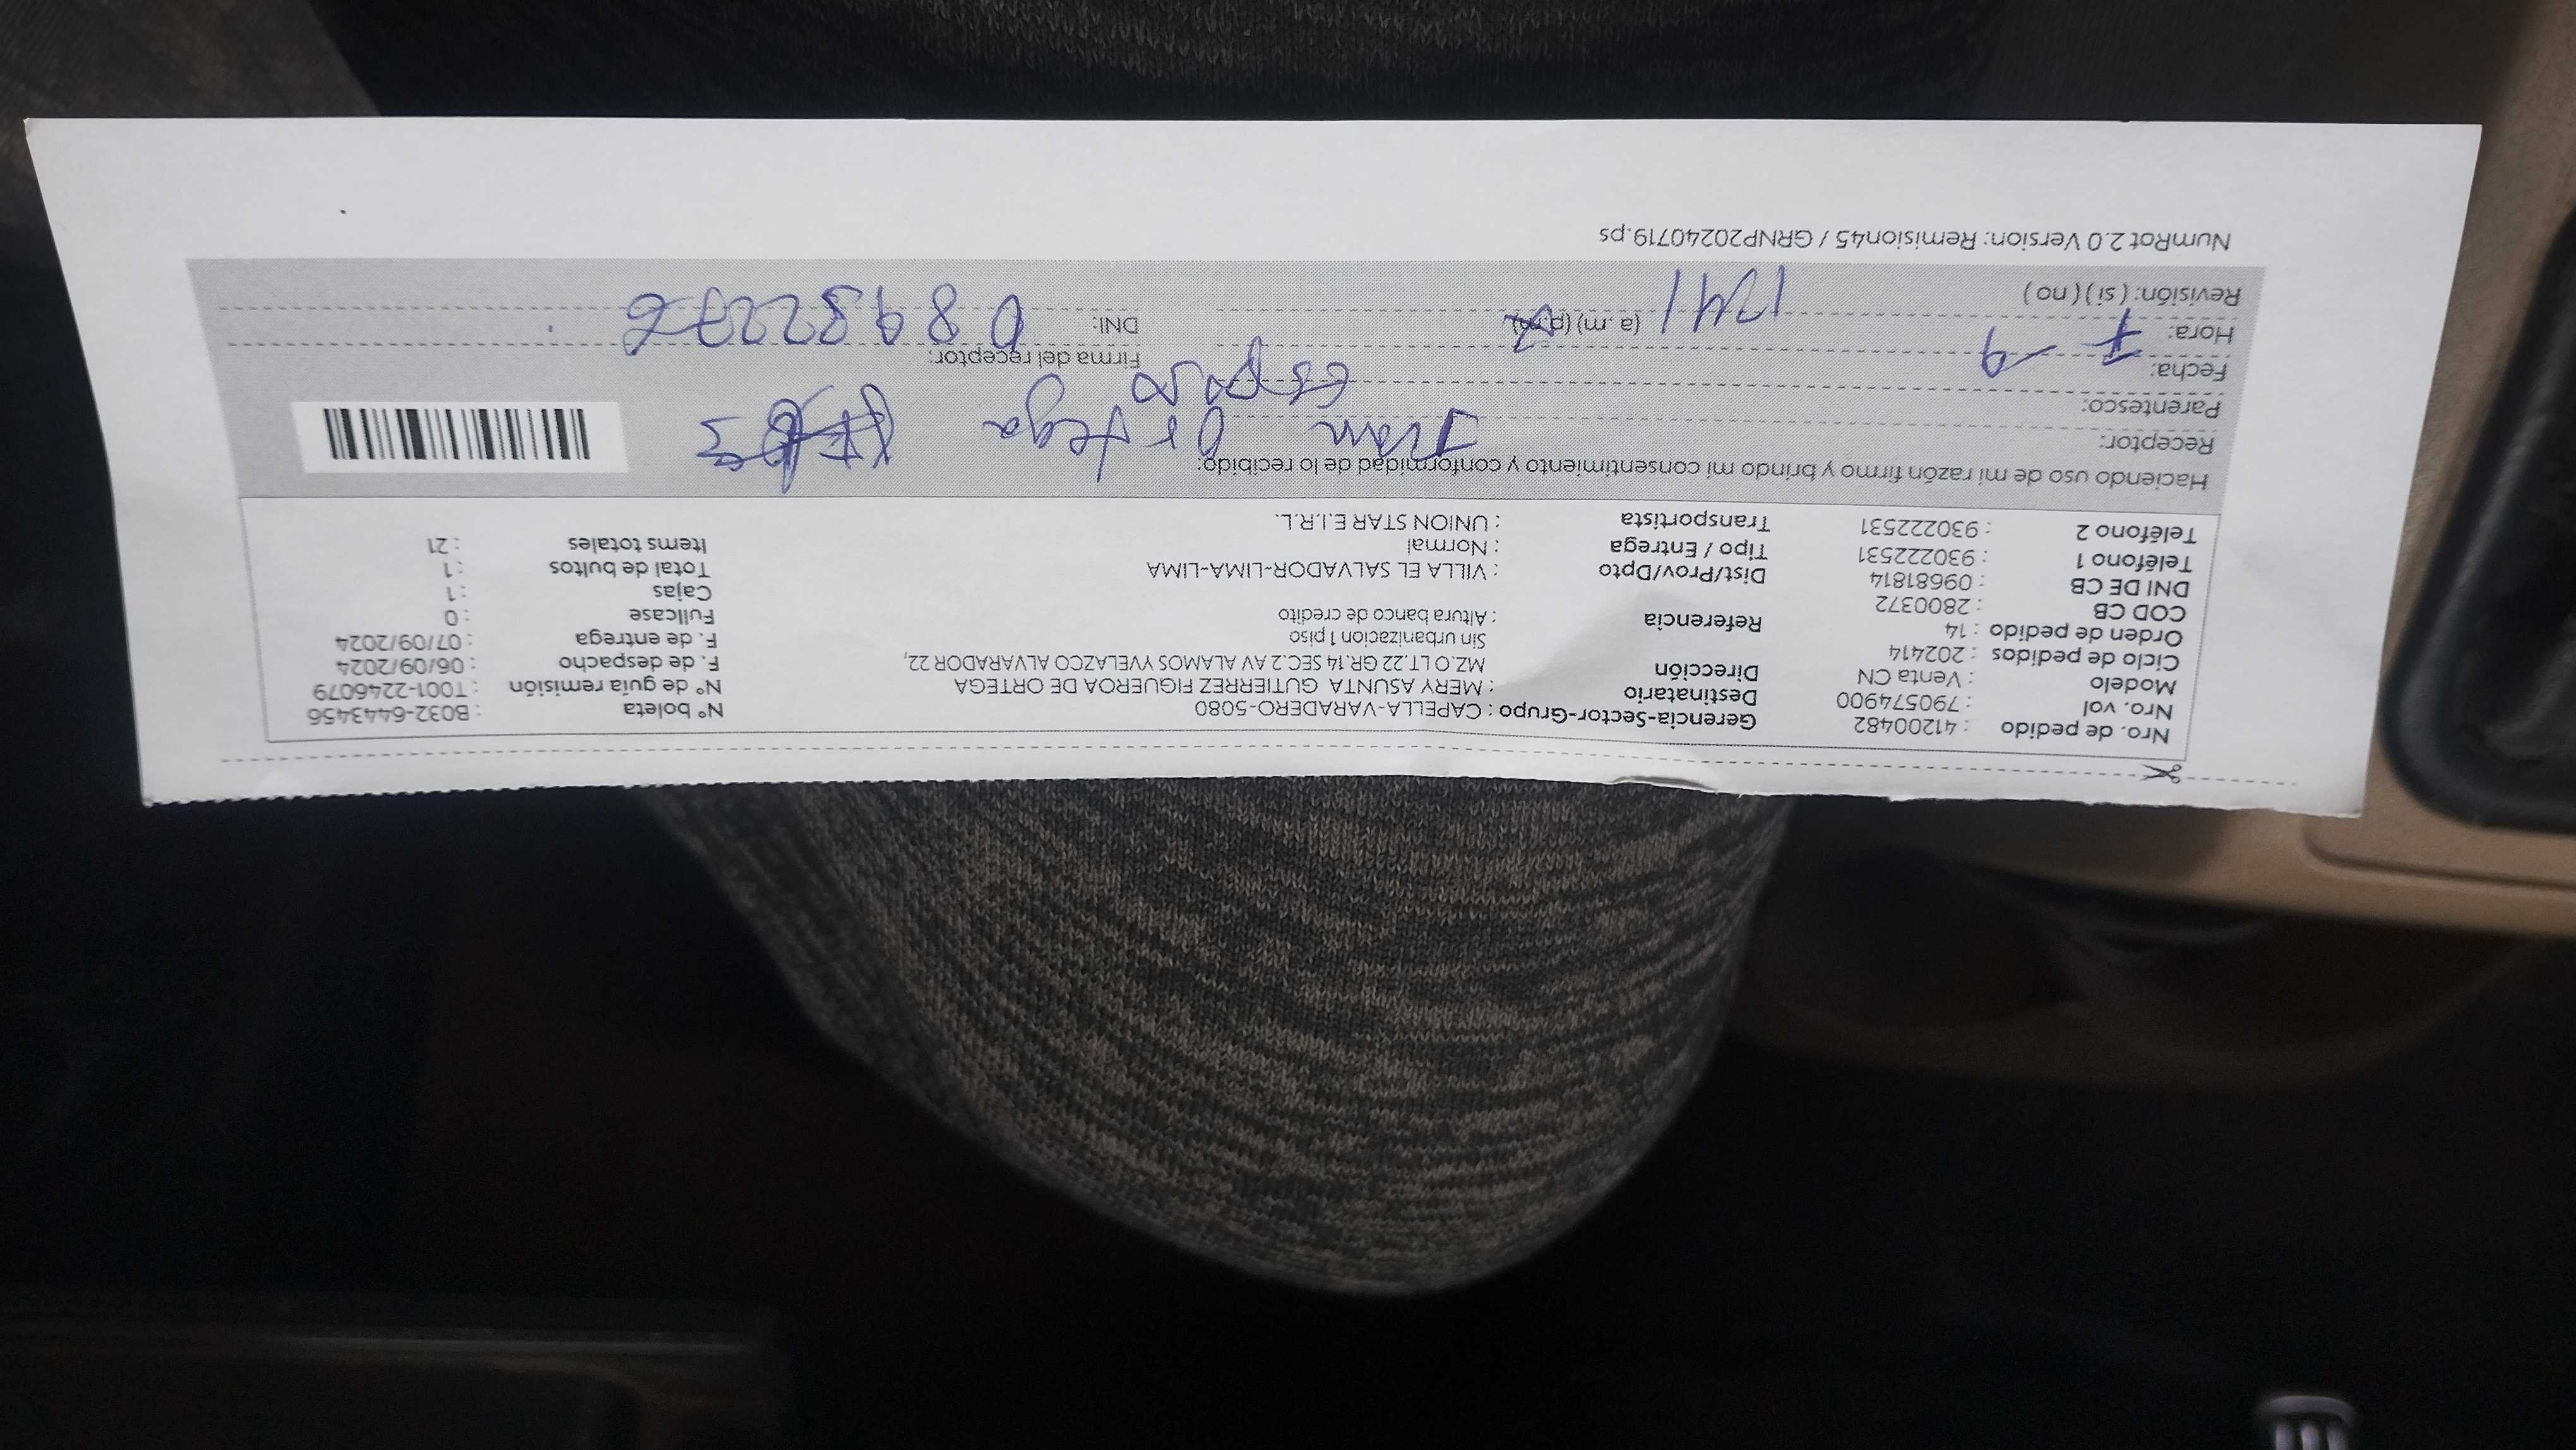 Nro. de pedido : 41200482
Nro. vol : 790574900
Modelo : Venta CN
Ciclo de pedidos : 202414
Orden de pedido : 14
COD CB : 2800372
DNI DE CB : 09681814
Teléfono 1 : 930222531
Teléfono 2 : 930222531
Gerencia-Sector-Grupo : CAPELLA-VARADERO-5080
Destinatario : MERY ASUNTA GUTIERREZ FIGUEROA DE ORTEGA
Dirección MZ.O LT.22 GR.14 SEC.2 AV ALAMOS YVELAZCO ALVARADOR 22,
Sin urbanizacion 1 piso
Referencia : Altura banco de credito
Dist/Prov/Dpto : VILLA EL SALVADOR-LIMA-LIMA
Tipo / Entrega : Normal
Transportista : UNION STAR E.I.R.L.
N° boleta : B032-6443456
N° de guía remisión : T001-2246079
F. de despacho : 06/09/2024
F. de entrega : 07/09/2024
Fullcase : 0
Cajas : 1
Total de bultos : 1
Items totales : 21
Haciendo uso de mi razón firmo y brindo mi consentimiento y conformidad de lo recibido:
Receptor: Juan Ortega
Parentesco: esposo
Fecha: 7-9
Firma del receptor:
Hora: 1741 (a. m) (p.m)
DNI: 08932276
Revisión: ( si ) ( no )
NumRot 2.0 Version: Remision45 / GRNP20240719.ps